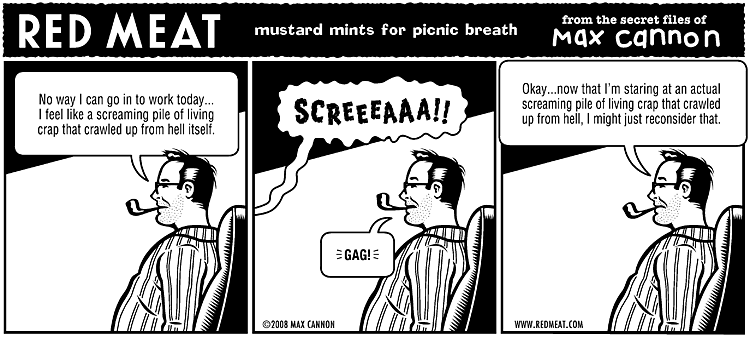 RED MEAT
mustard mints for picnic breath
from the secret files of
Max cannon
No way I can go in to work today...
I feel like a screaming pile of living
crap that crawled up from hell itself.
SCREEEAAA!!
GAG!
©2008 MAX CANNON
Okay...now that I'm staring at an actual
screaming pile of living crap that crawled
up from hell, I might just reconsider that.
WWW.REDMEAT.COM